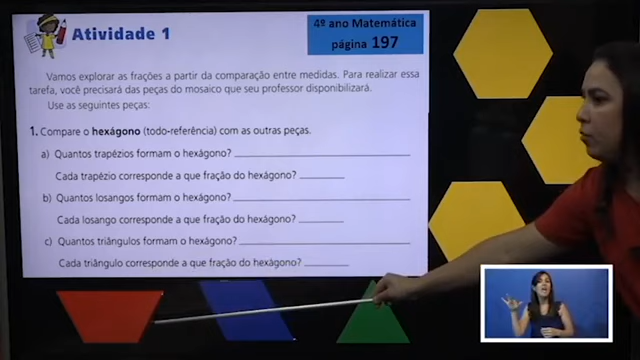 Atividade 1
4º ano Matemática
página 197
Vamos explorar as frações a partir da comparação entre medidas. Para realizar essa
tarefa, você precisará das peças do mosaico que seu professor disponibilizará.
Use as seguintes peças:
1. Compare o hexágono (todo-referência) com as outras peças.
a) Quantos trapézios formam o hexágono?
Cada trapézio corresponde a que fração do hexágono?
b) Quantos losangos formam o hexágono?
Cada losango corresponde a que fração do hexágono?
c) Quantos triângulos formam o hexágono?
Cada triângulo corresponde a que fração do hexágono?